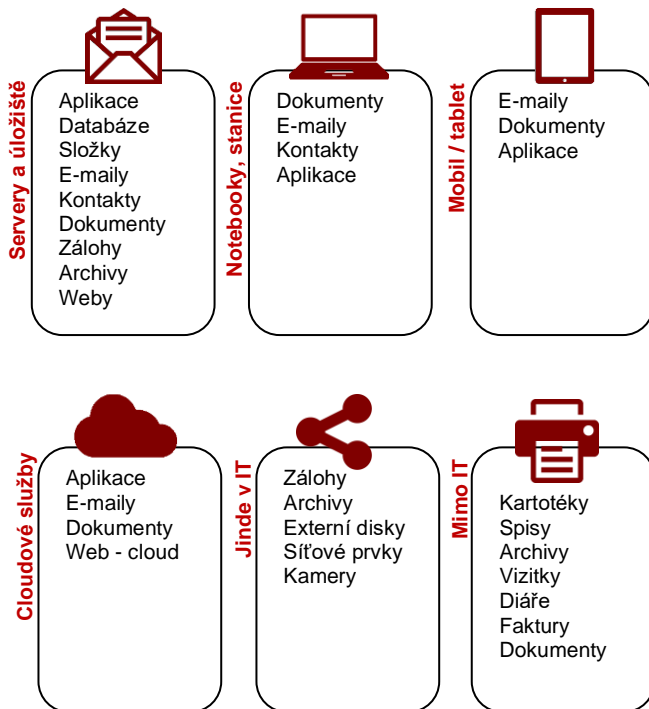 Servery a úložiště
Aplikace
Databáze
Složky
E-maily
Kontakty
Dokumenty
Zálohy
Archivy
Weby
Notebooky, stanice
Dokumenty
E-maily
Kontakty
Aplikace
Mobil / tablet
E-maily
Dokumenty
Aplikace
Cloudové služby
Aplikace
E-maily
Dokumenty
Web - cloud
Jinde v IT
Zálohy
Archivy
Externí disky
Síťové prvky
Kamery
Mimo IT
Kartotéky
Spisy
Archivy
Vizitky
Diáře
Faktury
Dokumenty